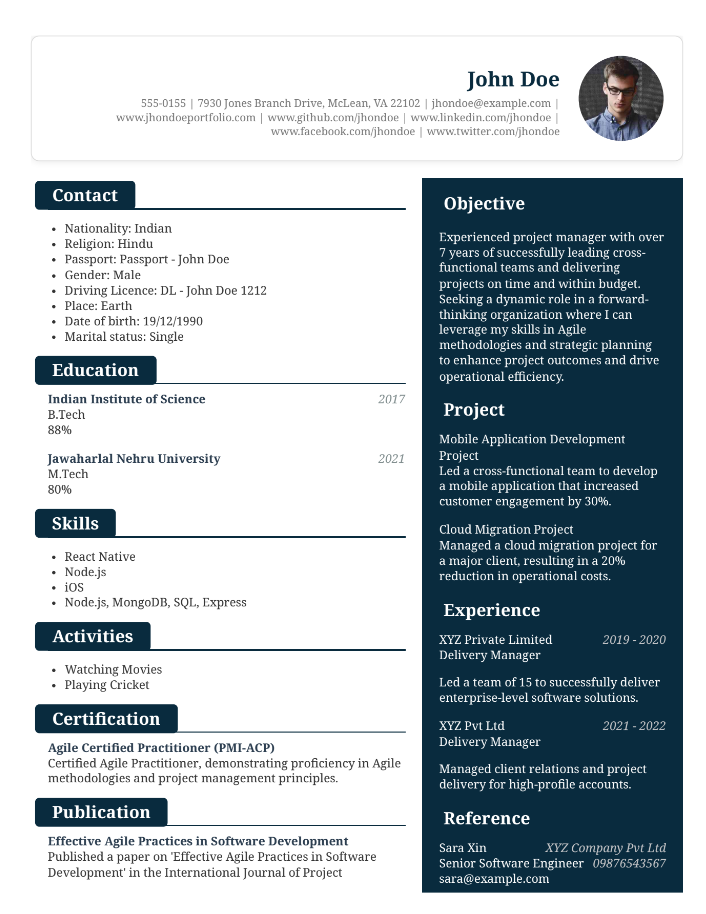 John Doe
555-0155 | 7930 Jones Branch Drive, McLean, VA 22102 | jhondoe@example.com |
www.jhondoeportfolio.com | www.github.com/jhondoe | www.linkedin.com/jhondoe |
www.facebook.com/jhondoe | www.twitter.com/jhondoe
Contact
• Nationality: Indian
• Religion: Hindu
• Passport: Passport - John Doe
• Gender: Male
• Driving Licence: DL - John Doe 1212
• Place: Earth
• Date of birth: 19/12/1990
• Marital status: Single
Education
Indian Institute of Science 2017
B.Tech
88%
Jawaharlal Nehru University 2021
M.Tech
80%
Skills
• React Native
• Node.js
• iOS
• Node.js, MongoDB, SQL, Express
Activities
• Watching Movies
• Playing Cricket
Certification
Agile Certified Practitioner (PMI-ACP)
Certified Agile Practitioner, demonstrating proficiency in Agile
methodologies and project management principles.
Publication
Effective Agile Practices in Software Development
Published a paper on 'Effective Agile Practices in Software
Development' in the International Journal of Project
Objective
Experienced project manager with over
7 years of successfully leading cross-
functional teams and delivering
projects on time and within budget.
Seeking a dynamic role in a forward-
thinking organization where I can
leverage my skills in Agile
methodologies and strategic planning
to enhance project outcomes and drive
operational efficiency.
Project
Mobile Application Development
Project
Led a cross-functional team to develop
a mobile application that increased
customer engagement by 30%.
Cloud Migration Project
Managed a cloud migration project for
a major client, resulting in a 20%
reduction in operational costs.
Experience
XYZ Private Limited 2019 - 2020
Delivery Manager
Led a team of 15 to successfully deliver
enterprise-level software solutions.
XYZ Pvt Ltd 2021 - 2022
Delivery Manager
Managed client relations and project
delivery for high-profile accounts.
Reference
Sara Xin XYZ Company Pvt Ltd
Senior Software Engineer 09876543567
sara@example.com